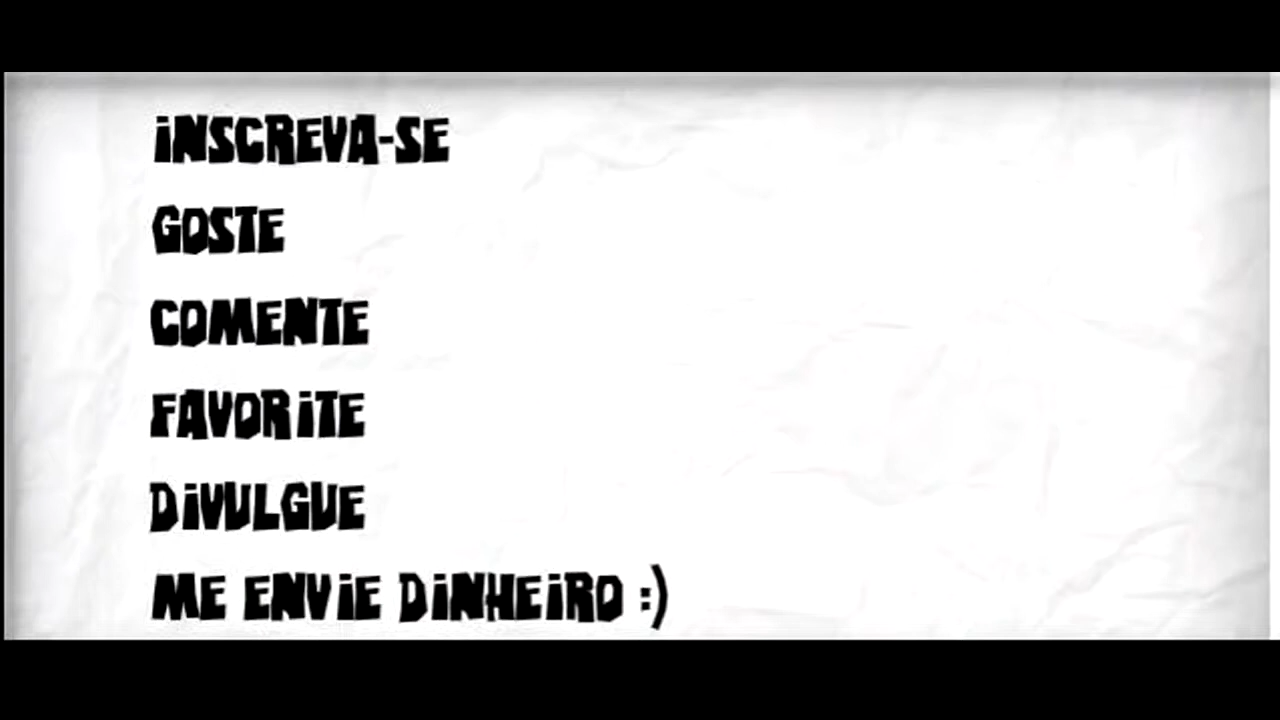 INSCREVA-SE
GOSTE
COMENTE
FAVORITE
DIVULGUE
ME ENVIE DINHEIRO :)